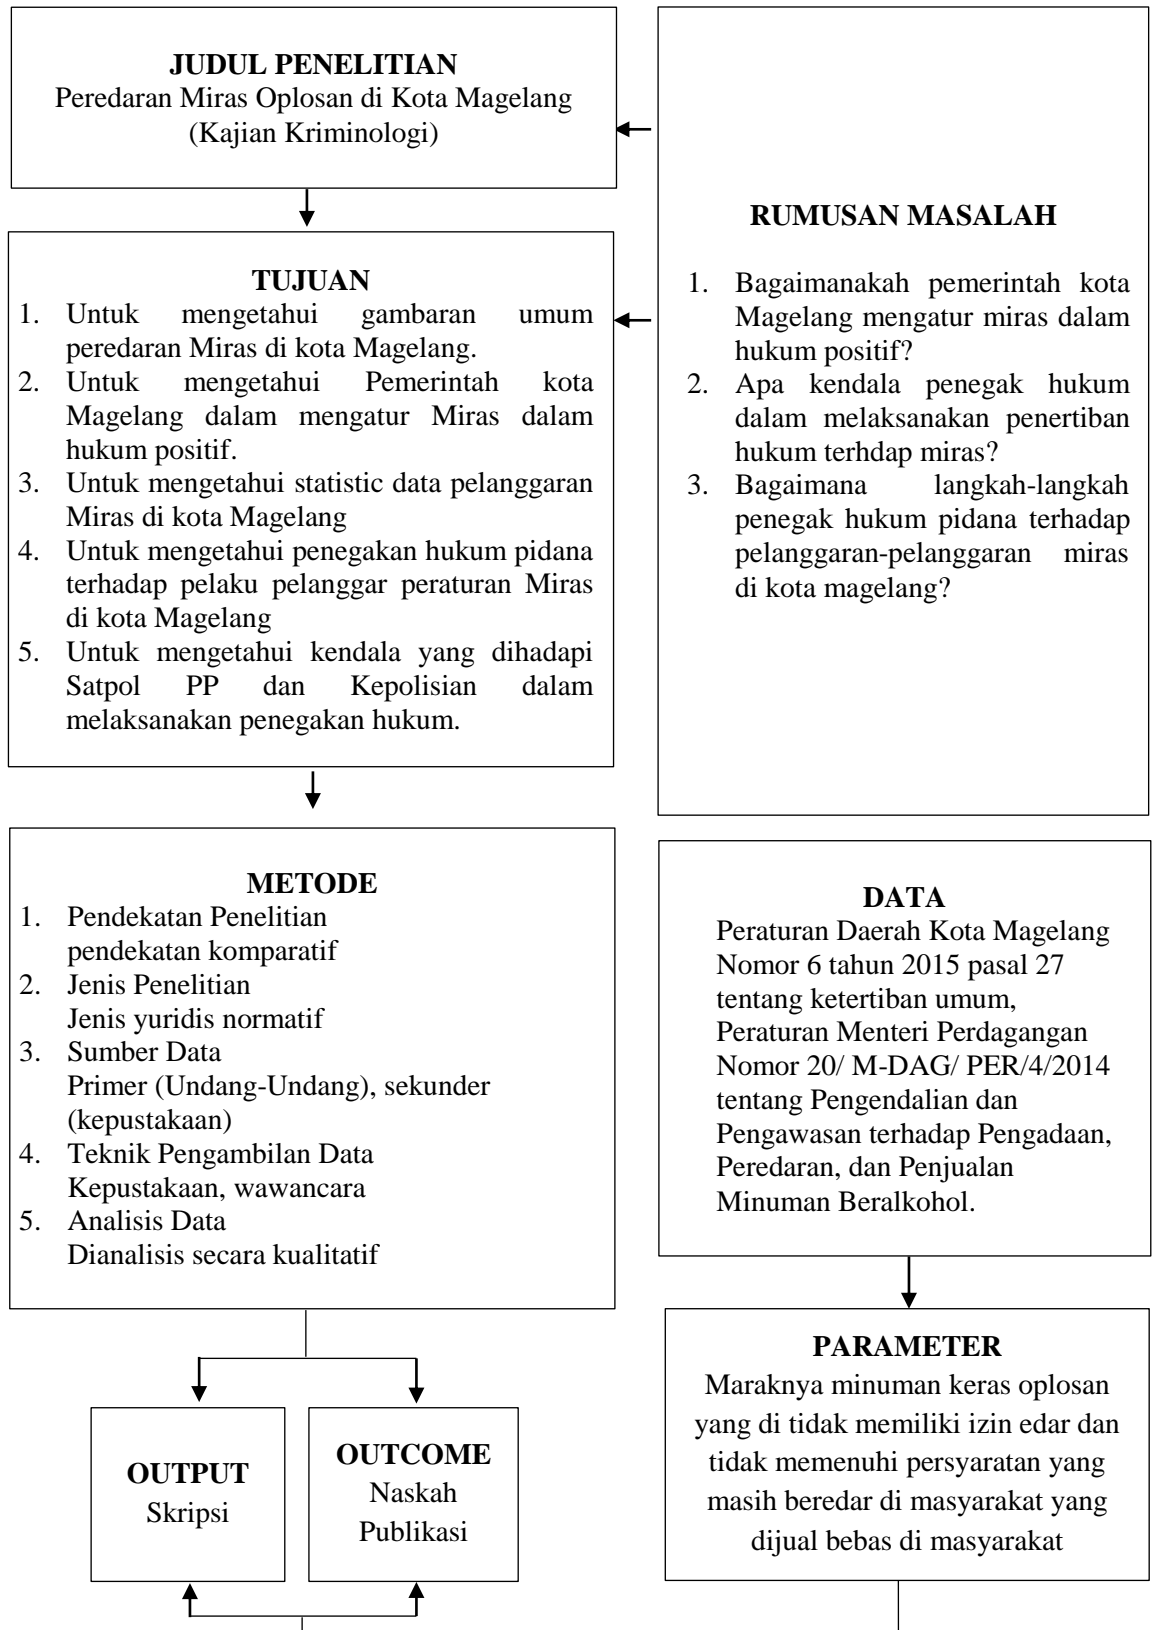 JUDUL PENELITIAN
Peredaran Miras Oplosan di Kota Magelang
(Kajian Kriminologi)
TUJUAN
1. Untuk mengetahui gambaran umum
peredaran Miras di kota Magelang.
2. Untuk mengetahui Pemerintah kota
Magelang dalam mengatur Miras dalam
hukum positif.
3. Untuk mengetahui statistic data pelanggaran
Miras di kota Magelang
4. Untuk mengetahui penegakan hukum pidana
terhadap pelaku pelanggar peraturan Miras
di kota Magelang
5. Untuk mengetahui kendala yang dihadapi
Satpol PP dan Kepolisian dalam
melaksanakan penegakan hukum.
RUMUSAN MASALAH
1. Bagaimanakah pemerintah kota
Magelang mengatur miras dalam
hukum positif?
2. Apa kendala penegak hukum
dalam melaksanakan penertiban
hukum terhdap miras?
3. Bagaimana langkah-langkah
penegak hukum pidana terhadap
pelanggaran-pelanggaran miras
di kota magelang?
METODE
1. Pendekatan Penelitian
pendekatan komparatif
2. Jenis Penelitian
Jenis yuridis normatif
3. Sumber Data
Primer (Undang-Undang), sekunder
(kepustakaan)
4. Teknik Pengambilan Data
Kepustakaan, wawancara
5. Analisis Data
Dianalisis secara kualitatif
DATA
Peraturan Daerah Kota Magelang
Nomor 6 tahun 2015 pasal 27
tentang ketertiban umum,
Peraturan Menteri Perdagangan
Nomor 20/ M-DAG/ PER/4/2014
tentang Pengendalian dan
Pengawasan terhadap Pengadaan,
Peredaran, dan Penjualan
Minuman Beralkohol.
OUTPUT
Skripsi
OUTCOME
Naskah
Publikasi
PARAMETER
Maraknya minuman keras oplosan
yang di tidak memiliki izin edar dan
tidak memenuhi persyaratan yang
masih beredar di masyarakat yang
dijual bebas di masyarakat